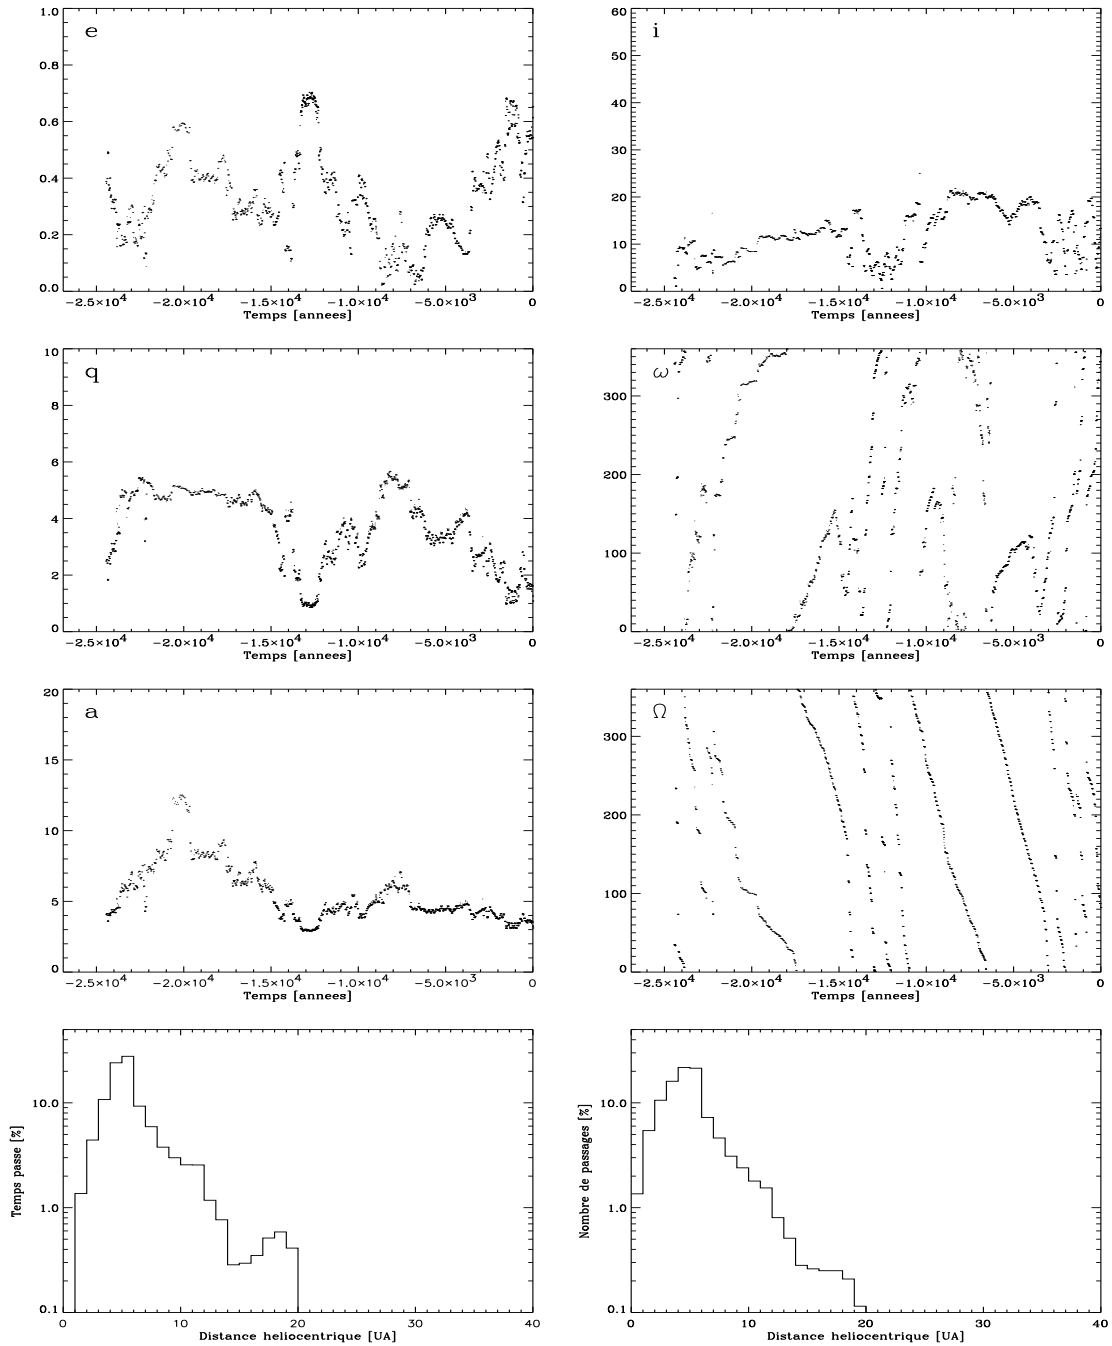 e
1.0
0.8
0.6
0.4
0.2
0.0
−2.5×10⁴ −2.0×10⁴ −1.5×10⁴ −1.0×10⁴ −5.0×10³ 0
Temps [annees]
i
60
50
40
30
20
10
0
−2.5×10⁴ −2.0×10⁴ −1.5×10⁴ −1.0×10⁴ −5.0×10³ 0
Temps [annees]
q
10
8
6
4
2
0
−2.5×10⁴ −2.0×10⁴ −1.5×10⁴ −1.0×10⁴ −5.0×10³ 0
Temps [annees]
ω
300
200
100
0
−2.5×10⁴ −2.0×10⁴ −1.5×10⁴ −1.0×10⁴ −5.0×10³ 0
Temps [annees]
a
20
15
10
5
0
−2.5×10⁴ −2.0×10⁴ −1.5×10⁴ −1.0×10⁴ −5.0×10³ 0
Temps [annees]
Ω
300
200
100
0
−2.5×10⁴ −2.0×10⁴ −1.5×10⁴ −1.0×10⁴ −5.0×10³ 0
Temps [annees]
Temps passe [%]
10.0
1.0
0.1
0 10 20 30 40
Distance heliocentrique [UA]
Nombre de passages [%]
10.0
1.0
0.1
0 10 20 30 40
Distance heliocentrique [UA]